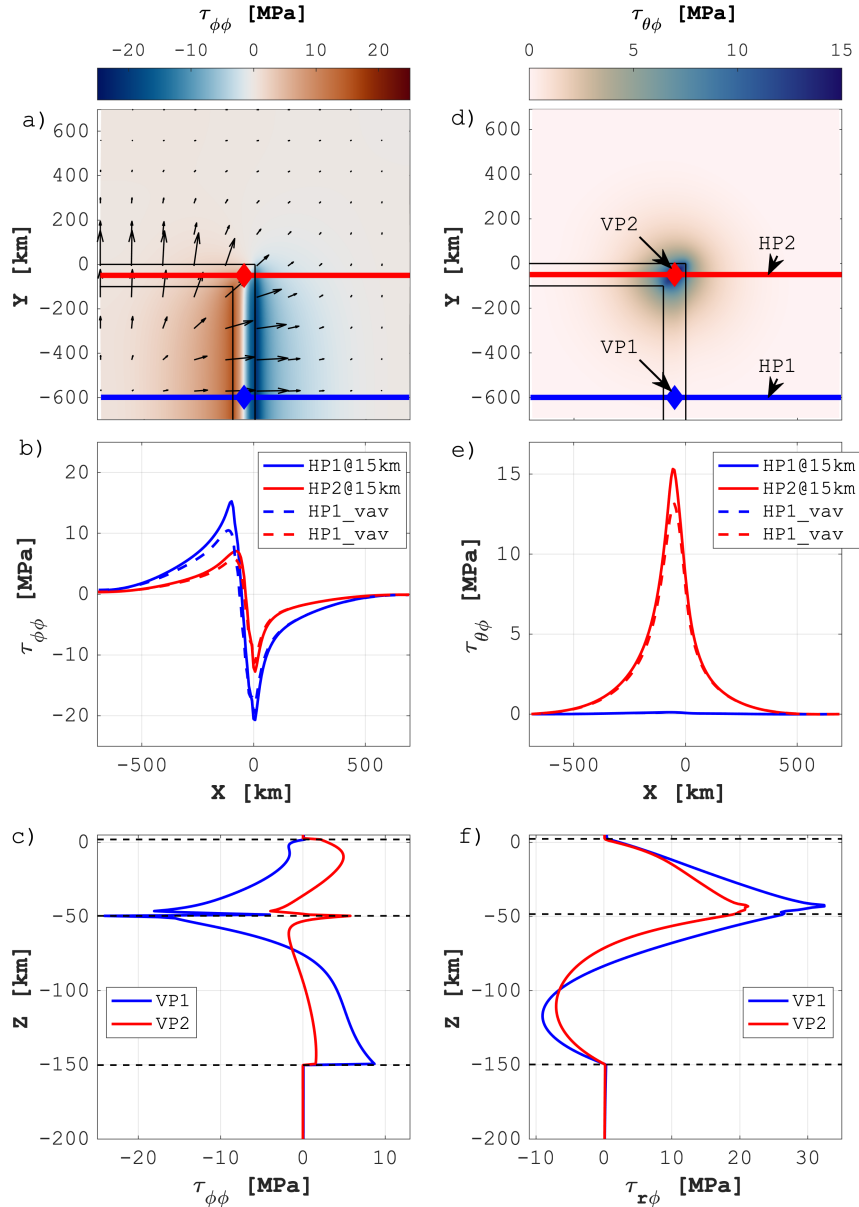 τϕϕ [MPa]
-20 -10 0 10 20
a)
600
400
200
0
-200
-400
-600
Y [km]
τθϕ [MPa]
0 5 10 15
d)
600
400
200
0
-200
-400
-600
Y [km]
VP2
HP2
VP1
HP1
b)
20
10
0
-10
-20
τϕϕ [MPa]
HP1@15km
HP2@15km
HP1_vav
HP1_vav
-500 0 500
X [km]
e)
15
10
5
0
τθϕ [MPa]
HP1@15km
HP2@15km
HP1_vav
HP1_vav
-500 0 500
X [km]
c)
0
-50
-100
-150
-200
Z [km]
VP1
VP2
-20 -10 0 10
τϕϕ [MPa]
f)
0
-50
-100
-150
-200
Z [km]
VP1
VP2
-10 0 10 20 30
τrϕ [MPa]